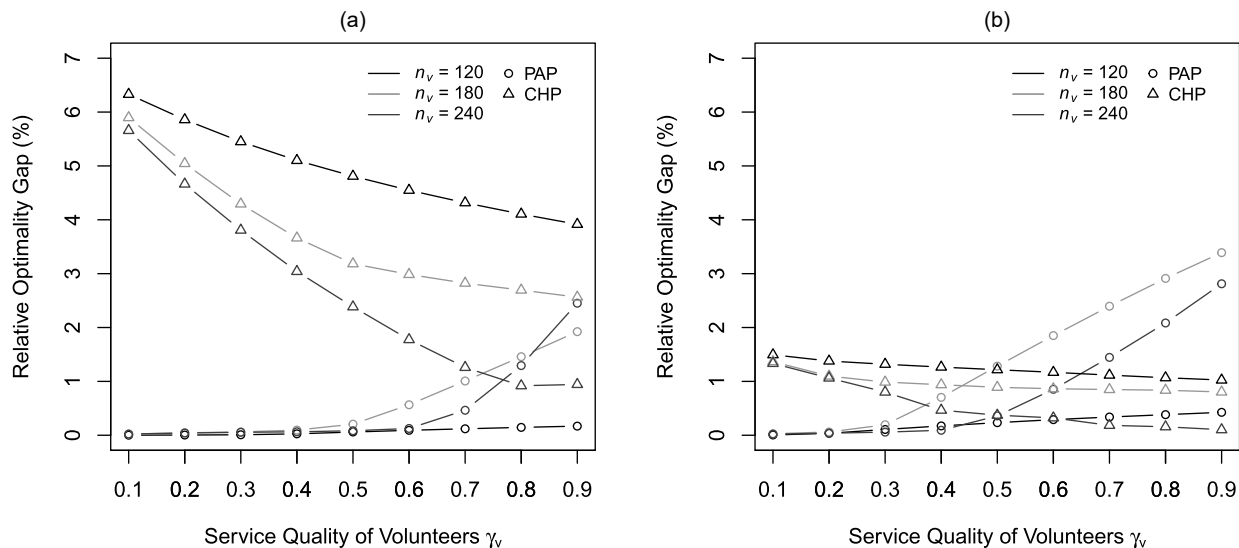 (a)
7
6
5
4
3
2
1
0
Relative Optimality Gap (%)
n_v = 120 PAP
n_v = 180 CHP
n_v = 240
0.1 0.2 0.3 0.4 0.5 0.6 0.7 0.8 0.9
Service Quality of Volunteers γ_v
(b)
7
6
5
4
3
2
1
0
Relative Optimality Gap (%)
n_v = 120 PAP
n_v = 180 CHP
n_v = 240
0.1 0.2 0.3 0.4 0.5 0.6 0.7 0.8 0.9
Service Quality of Volunteers γ_v